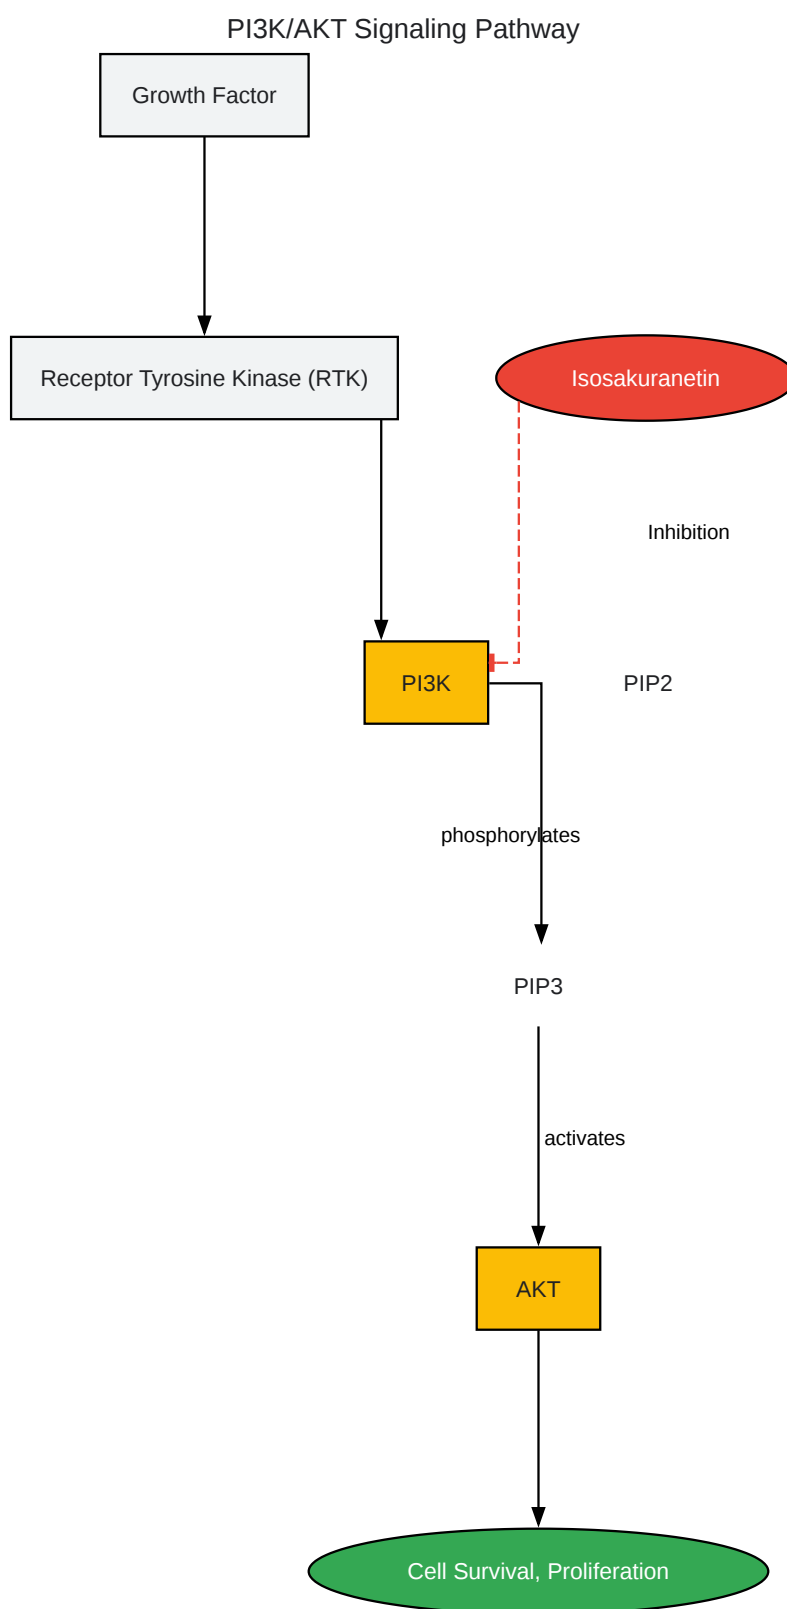 PI3K/AKT Signaling Pathway
Growth Factor
Receptor Tyrosine Kinase (RTK)
Isosakuranetin
Inhibition
PI3K
PIP2
phosphorylates
PIP3
activates
AKT
Cell Survival, Proliferation